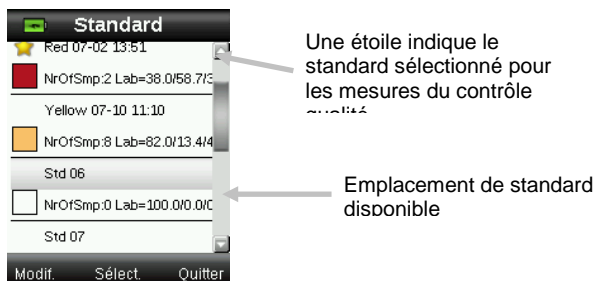 Standard
Red 07-02 13:51
NrOfSmp:2 Lab=38.0/58.7/3
Yellow 07-10 11:10
NrOfSmp:8 Lab=82.0/13.4/4
Std 06
NrOfSmp:0 Lab=100.0/0.0/0
Std 07
Modif. Sélect. Quitter
Une étoile indique le
standard sélectionné pour
les mesures du contrôle
qualité
Emplacement de standard
disponible